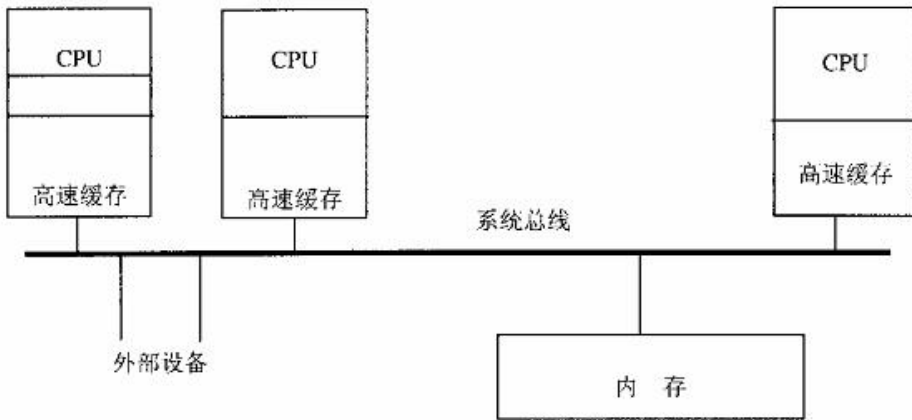 CPU
CPU
CPU
高速缓存
高速缓存
高速缓存
系统总线
外部设备
内 存